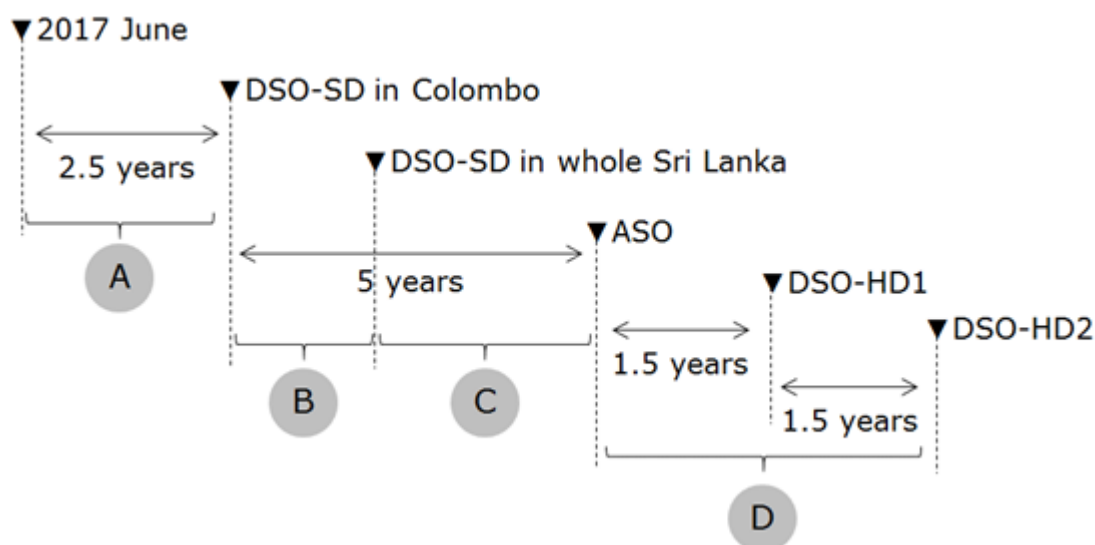 ▼2017 June
▼DSO-SD in Colombo
2.5 years
▼DSO-SD in whole Sri Lanka
▼ASO
A
5 years
▼DSO-HD1
▼DSO-HD2
1.5 years
B
C
1.5 years
D